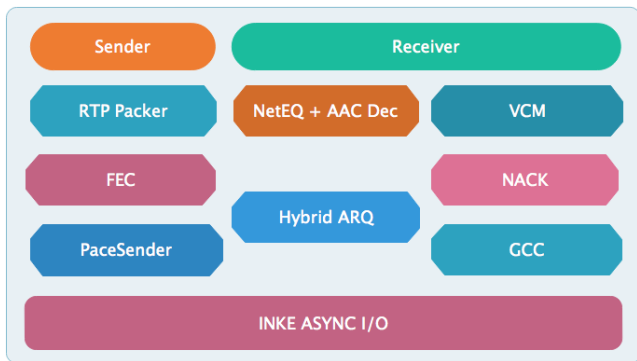 Sender
Receiver
RTP Packer
NetEQ + AAC Dec
VCM
FEC
NACK
Hybrid ARQ
PaceSender
GCC
INKE ASYNC I/O